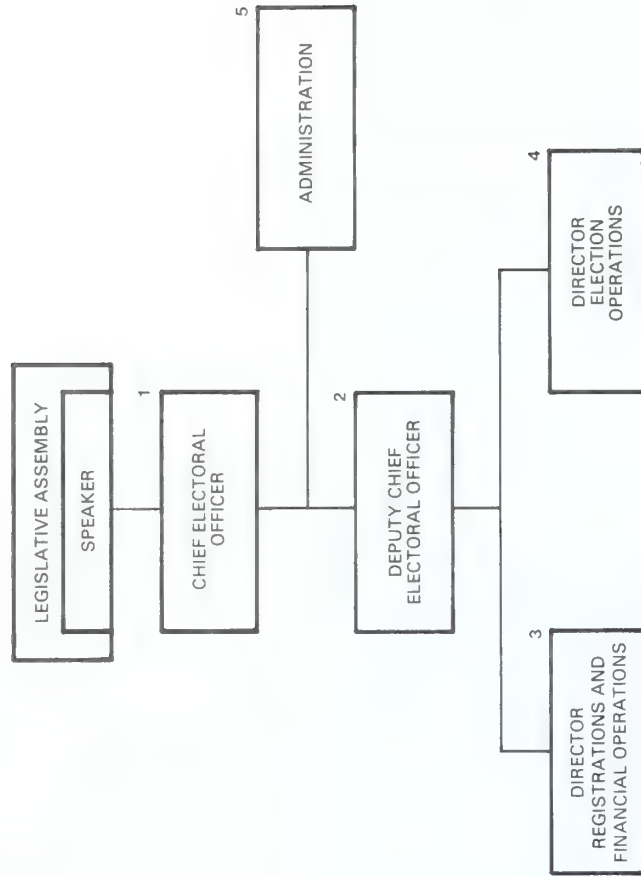 LEGISLATIVE ASSEMBLY
SPEAKER
1
CHIEF ELECTORAL
OFFICER
5
ADMINISTRATION
2
DEPUTY CHIEF
ELECTORAL OFFICER
3
DIRECTOR
REGISTRATIONS AND
FINANCIAL OPERATIONS
4
DIRECTOR
ELECTION
OPERATIONS